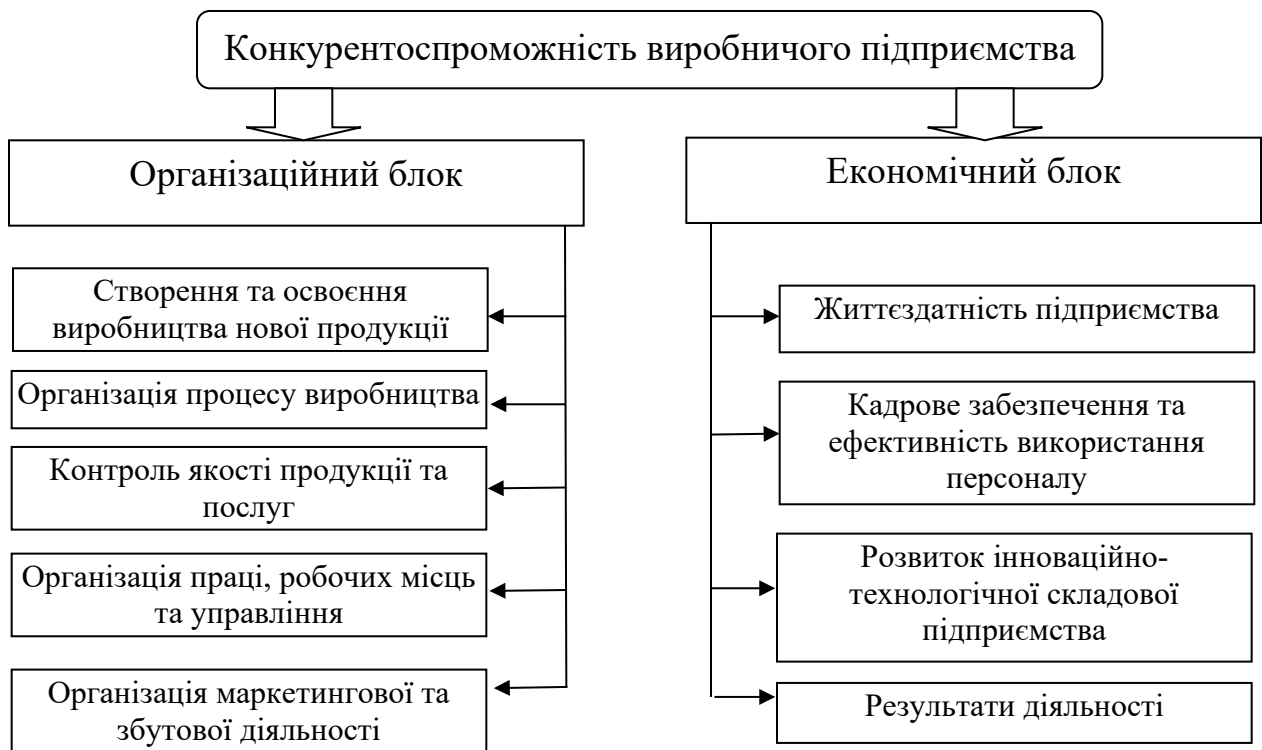 Конкурентоспроможність виробничого підприємства
Організаційний блок
Створення та освоєння
виробництва нової продукції
Організація процесу виробництва
Контроль якості продукції та
послуг
Організація праці, робочих місць
та управління
Організація маркетингової та
збутової діяльності
Економічний блок
Життєздатність підприємства
Кадрове забезпечення та
ефективність використання
персоналу
Розвиток інноваційно-
технологічної складової
підприємства
Результати діяльності